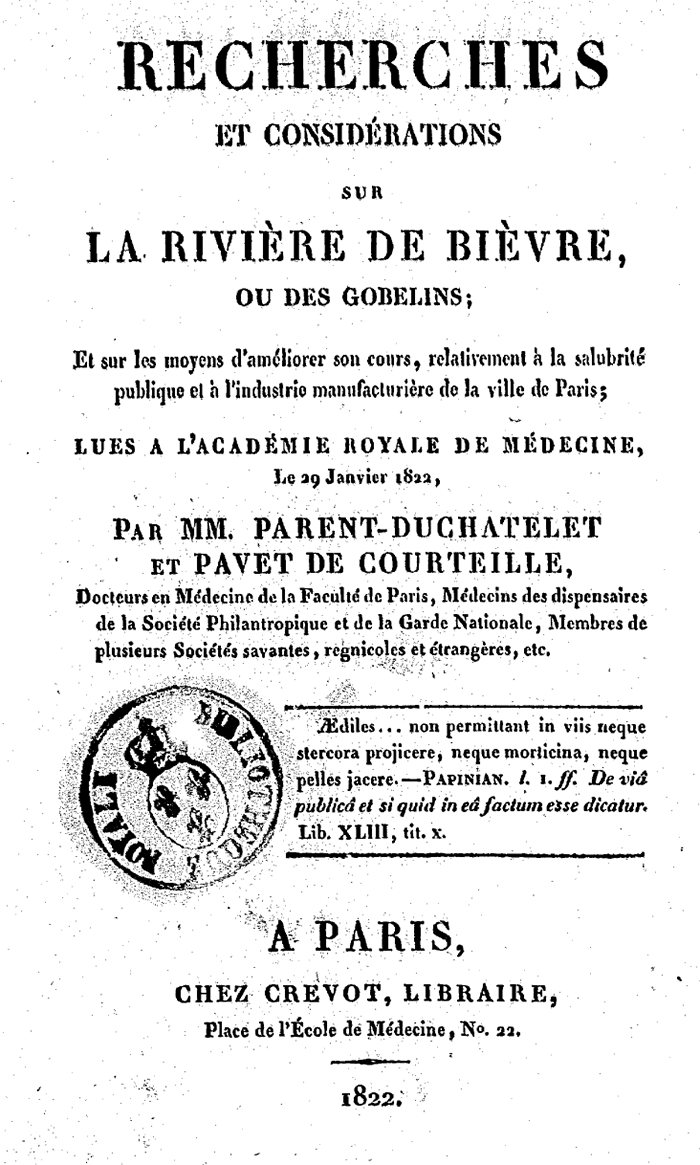 RECHERCHES
ET CONSIDÉRATIONS
SUR
LA RIVIÈRE DE BIÈVRE,
OU DES GOBELINS;
Et sur les moyens d'améliorer son cours, relativement à la salubrité
publique et à l'industrie manufacturière de la ville de Paris;
LUES A L'ACADÉMIE ROYALE DE MÉDECINE,
Le 29 Janvier 1822,
PAR MM. PARENT-DUCHATELET
ET PAVET DE COURTEILLE,
Docteurs en Médecine de la Faculté de Paris, Médecins des dispensaires
de la Société Philantropique et de la Garde Nationale, Membres de
plusieurs Sociétés savantes, regnicoles et étrangères, etc.
BIBLIOTHECÆ
ROYALE
Ædiles... non permittant in viis neque
stercora projicere, neque morticina, neque
pelles jacere.—PAPINIAN. l. 1. ff. De viâ
publicâ et si quid in eâ factum esse dicatur.
Lib. XLIII, tit. x.
A PARIS,
CHEZ CREVOT, LIBRAIRE,
Place de l'École de Médecine, No. 22.
1822.